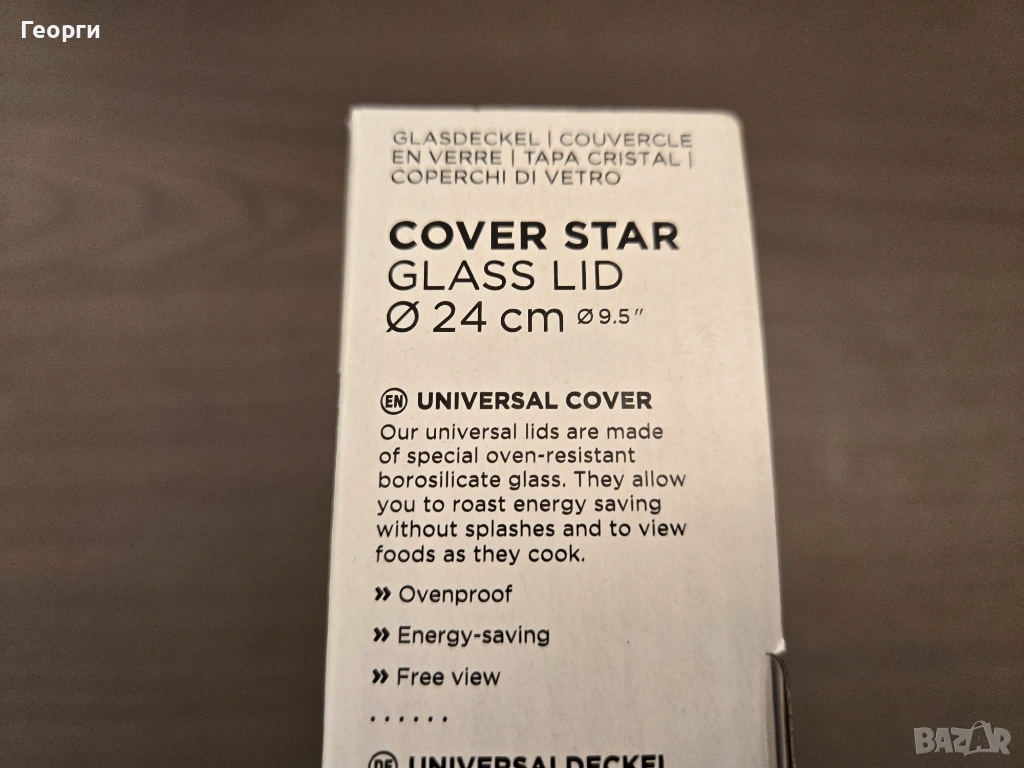 Георги
GLASDECKEL | COUVERCLE
EN VERRE | TAPA CRISTAL |
COPERCHI DI VETRO
COVER STAR
GLASS LID
Ø 24 cm Ø 9.5"
EN UNIVERSAL COVER
Our universal lids are made
of special oven-resistant
borosilicate glass. They allow
you to roast energy saving
without splashes and to view
foods as they cook.
» Ovenproof
» Energy-saving
» Free view
......
DE UNIVERSALDECKEL
BAZAR